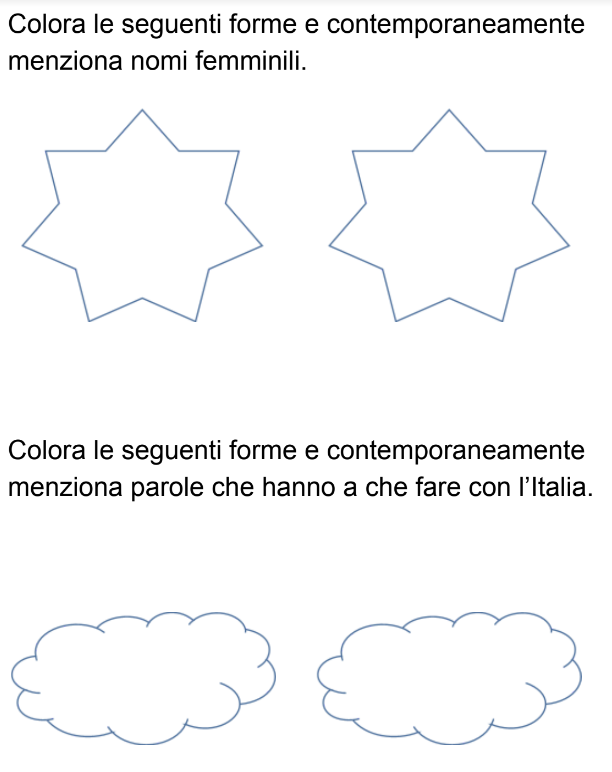 Colora le seguenti forme e contemporaneamente
menziona nomi femminili.
Colora le seguenti forme e contemporaneamente
menziona parole che hanno a che fare con l’Italia.